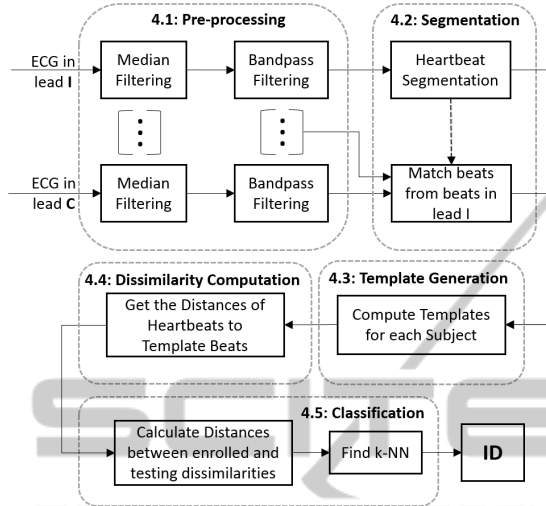 4.1: Pre-processing
4.2: Segmentation
ECG in
lead I
Median
Filtering
Bandpass
Filtering
Heartbeat
Segmentation
ECG in
lead C
Median
Filtering
Bandpass
Filtering
Match beats
from beats in
lead I
4.4: Dissimilarity Computation
4.3: Template Generation
Get the Distances of
Heartbeats to
Template Beats
Compute Templates
for each Subject
4.5: Classification
Calculate Distances
between enrolled and
testing dissimilarities
Find k-NN
ID
SCITE